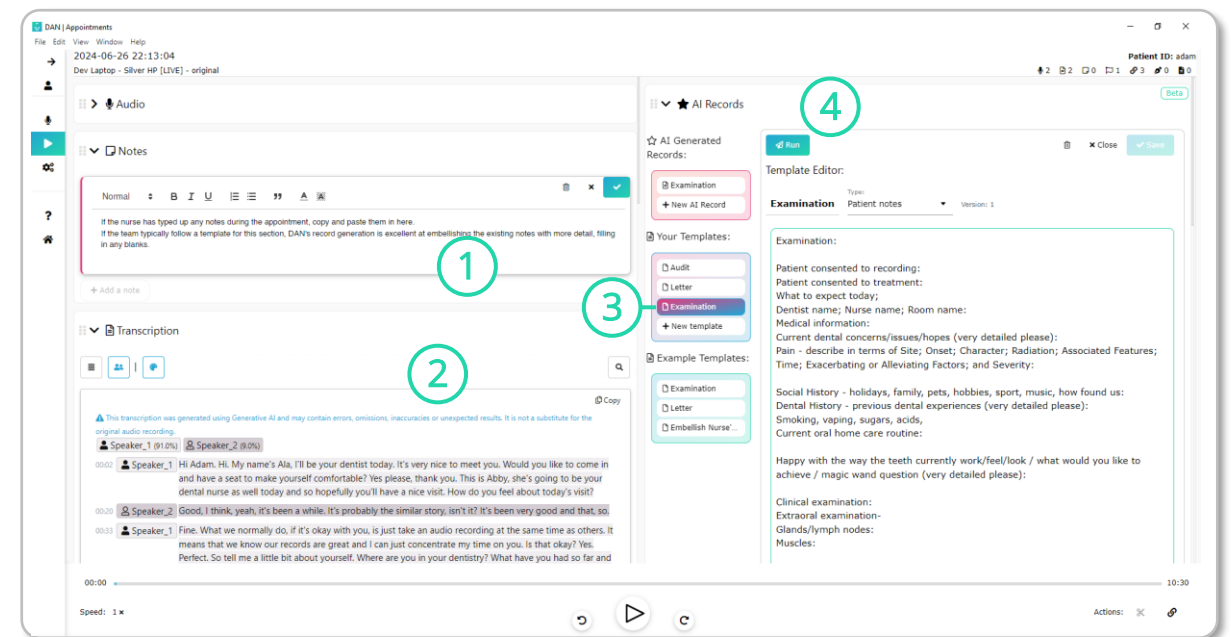 DAN | Appointments
File Edit View Window Help
2024-06-26 22:13:04
Patient ID: adam
Dev Laptop - Silver HP [LIVE] - original
2 2 0 1 3 0 0
Audio
Notes
Normal B I U A A
If the nurse has typed up any notes during the appointment, copy and paste them in here.
If the team typically follow a template for this section, DAN's record generation is excellent at embellishing the existing notes with more detail, filling
in any blanks.
1
+ Add a note
Transcription
2
Copy
This transcription was generated using Generative AI and may contain errors, omissions, inaccuracies or unexpected results. It is not a substitute for the
original audio recording.
Speaker_1 (91.0%) Speaker_2 (9.0%)
00:02 Speaker_1 Hi Adam. Hi. My name's Ala, I'll be your dentist today. It's very nice to meet you. Would you like to come in
and have a seat to make yourself comfortable? Yes please, thank you. This is Abby, she's going to be your
dental nurse as well today and so hopefully you'll have a nice visit. How do you feel about today's visit?
00:20 Speaker_2 Good, I think, yeah, it's been a while. It's probably the similar story, isn't it? It's been very good and that, so.
00:33 Speaker_1 Fine. What we normally do, if it's okay with you, is just take an audio recording at the same time as others. It
means that we know our records are great and I can just concentrate my time on you. Is that okay? Yes.
Perfect. So tell me a little bit about yourself. Where are you in your dentistry? What have you had so far and
Beta
AI Records
4
AI Generated
Records:
Examination
+ New AI Record
Your Templates:
Audit
Letter
3
Examination
+ New template
Example Templates:
Examination
Letter
Embellish Nurse'...
Run
Close
Save
Template Editor:
Type:
Examination Patient notes Version: 1
Examination:
Patient consented to recording:
Patient consented to treatment:
What to expect today;
Dentist name; Nurse name; Room name:
Medical information:
Current dental concerns/issues/hopes (very detailed please):
Pain - describe in terms of Site; Onset; Character; Radiation; Associated Features;
Time; Exacerbating or Alleviating Factors; and Severity:
Social History - holidays, family, pets, hobbies, sport, music, how found us:
Dental History - previous dental experiences (very detailed please):
Smoking, vaping, sugars, acids,
Current oral home care routine:
Happy with the way the teeth currently work/feel/look / what would you like to
achieve / magic wand question (very detailed please):
Clinical examination:
Extraoral examination-
Glands/lymph nodes:
Muscles:
00:00
10:30
Speed: 1 x
Actions: